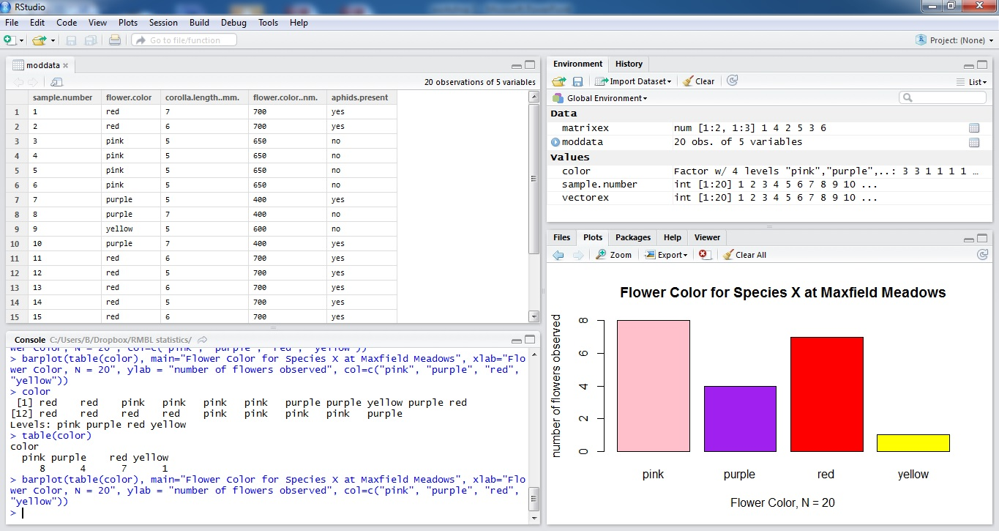 RStudio
File Edit Code View Plots Session Build Debug Tools Help
Go to file/function
Project: (None)
moddata
20 observations of 5 variables
sample.number flower.color corolla.length..mm. flower.color..nm. aphids.present
1 1 red 7 700 yes
2 2 red 6 700 yes
3 3 pink 5 650 no
4 4 pink 5 650 no
5 5 pink 5 650 no
6 6 pink 5 650 no
7 7 purple 5 400 yes
8 8 purple 7 400 no
9 9 yellow 5 600 no
10 10 purple 7 400 yes
11 11 red 6 700 yes
12 12 red 5 700 yes
13 13 red 6 700 yes
14 14 red 5 700 yes
15 15 red 6 700 yes
Console C:/Users/B/Dropbox/RMBL statistics/
wer Color, N = 20", col=c("pink", "purple", "red", "yellow"))
> barplot(table(color), main="Flower Color for Species X at Maxfield Meadows", xlab="Flo
wer Color, N = 20", ylab = "number of flowers observed", col=c("pink", "purple", "red",
"yellow"))
> color
[1] red red pink pink pink pink purple purple yellow purple red
[12] red red red red pink pink pink pink purple
Levels: pink purple red yellow
> table(color)
color
pink purple red yellow
8 4 7 1
> barplot(table(color), main="Flower Color for Species X at Maxfield Meadows", xlab="Flo
wer Color, N = 20", ylab = "number of flowers observed", col=c("pink", "purple", "red",
"yellow"))
>
Environment History
Import Dataset Clear List
Global Environment
Data
matrixex num [1:2, 1:3] 1 4 2 5 3 6
moddata 20 obs. of 5 variables
Values
color Factor w/ 4 levels "pink","purple",..: 3 3 1 1 1 1 …
sample.number int [1:20] 1 2 3 4 5 6 7 8 9 10 ...
vectorex int [1:20] 1 2 3 4 5 6 7 8 9 10 ...
Files Plots Packages Help Viewer
Zoom Export Clear All
Flower Color for Species X at Maxfield Meadows
number of flowers observed
8
6
4
2
0
pink purple red yellow
Flower Color, N = 20